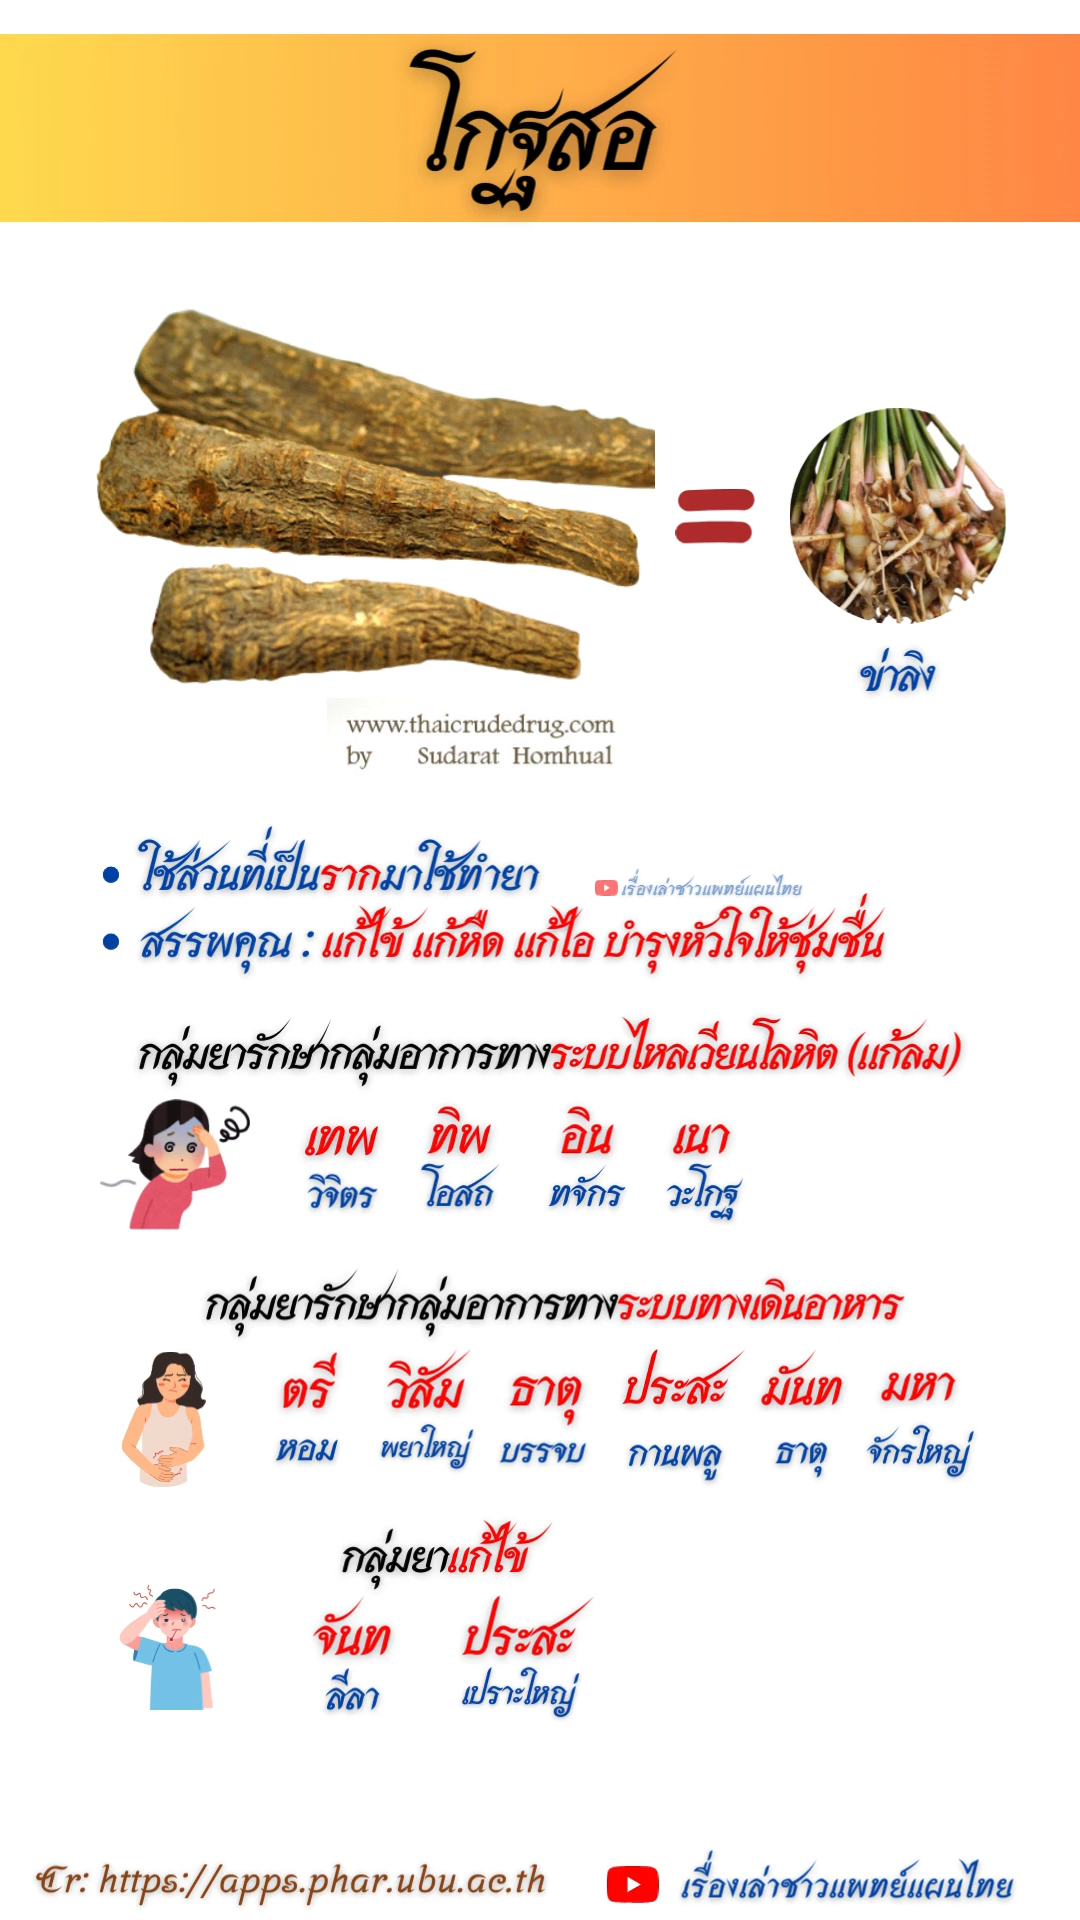 โกฐสอ
ข่าลิง
www.thaicrudedrug.com
by Sudarat Homhual
• ใช้ส่วนที่เป็นรากมาใช้ทำยา
เรื่องเล่าชาวแพทย์แผนไทย
• สรรพคุณ : แก้ไข้ แก้หืด แก้ไอ บำรุงหัวใจให้ชุ่มชื่น
กลุ่มยารักษากลุ่มอาการทางระบบไหลเวียนโลหิต (แก้ลม)
เทพ ทิพ อิน เนา
วิจิตร โอสถ ทจักร วะโกฐ
กลุ่มยารักษากลุ่มอาการทางระบบทางเดินอาหาร
ตรี วิสัม ธาตุ ประสะ มันท มหา
หอม พยาใหญ่ บรรจบ กานพลู ธาตุ จักรใหญ่
กลุ่มยาแก้ไข้
จันท ประสะ
ลีลา เปราะใหญ่
Cr: https://apps.phar.ubu.ac.th
เรื่องเล่าชาวแพทย์แผนไทย